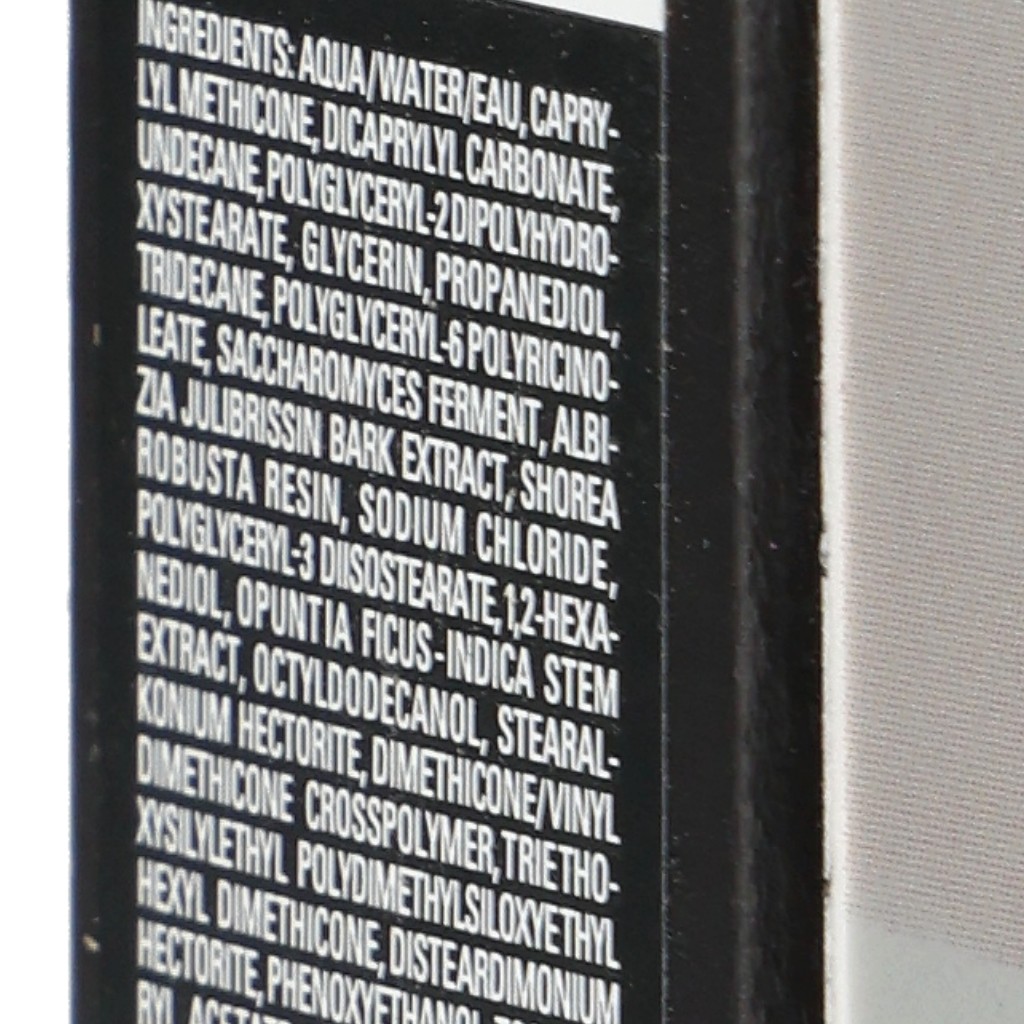 INGREDIENTS: AQUA/WATER/EAU, CAPRY-
LYL METHICONE, DICAPRYLYL CARBONATE,
UNDECANE, POLYGLYCERYL-2 DIPOLYHYDRO-
XYSTEARATE, GLYCERIN, PROPANEDIOL,
TRIDECANE, POLYGLYCERYL-6 POLYRICINO-
LEATE, SACCHAROMYCES FERMENT, ALBI-
ZIA JULIBRISSIN BARK EXTRACT, SHOREA
ROBUSTA RESIN, SODIUM CHLORIDE,
POLYGLYCERYL-3 DIISOSTEARATE, 1,2-HEXA-
NEDIOL, OPUNTIA FICUS-INDICA STEM
EXTRACT, OCTYLDODECANOL, STEARAL-
KONIUM HECTORITE, DIMETHICONE/VINYL
DIMETHICONE CROSSPOLYMER, TRIETHO-
XYSILYLETHYL POLYDIMETHYLSILOXYETHYL
HEXYL DIMETHICONE, DISTEARDIMONIUM
HECTORITE, PHENOXYETHANOL,
RYL